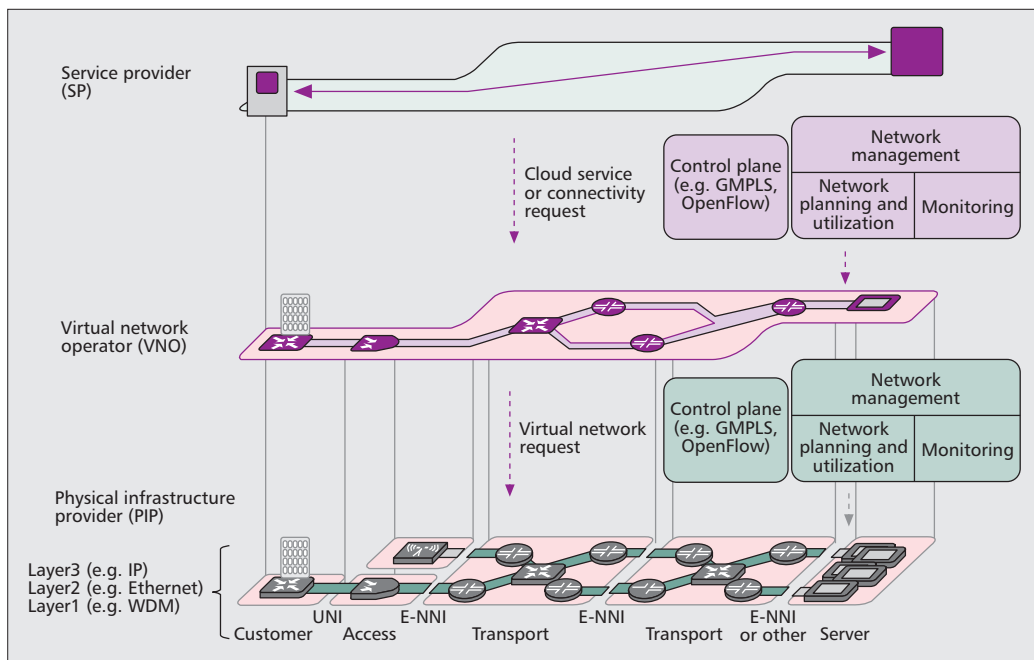 Service provider
(SP)
Cloud service
or connectivity
request
Control plane
(e.g. GMPLS,
OpenFlow)
Network
management
Network
planning and
utilization
Monitoring
Virtual network
operator (VNO)
Virtual network
request
Control plane
(e.g. GMPLS,
OpenFlow)
Network
management
Network
planning and
utilization
Monitoring
Physical infrastructure
provider (PIP)
Layer3 (e.g. IP)
Layer2 (e.g. Ethernet)
Layer1 (e.g. WDM)
Customer
UNI
Access
E-NNI
Transport
E-NNI
Transport
E-NNI
or other
Server